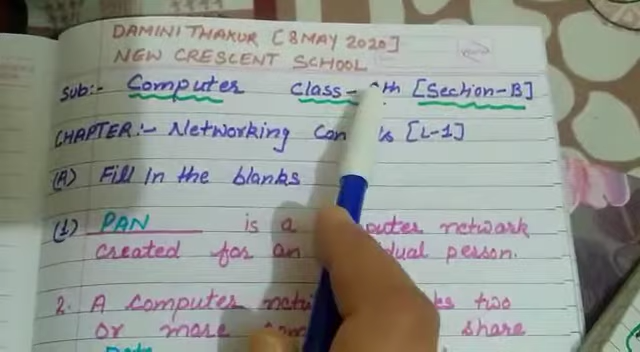 DAMINI THAKUR [8 MAY 2020]
NEW CRESCENT SCHOOL
Sub:- Computer Class- [Section-B]
CHAPTER:- Networking [L-1]
(A) Fill in the blanks
(1) PAN is a network
created for an person.
2. A computer two
or more share
Data